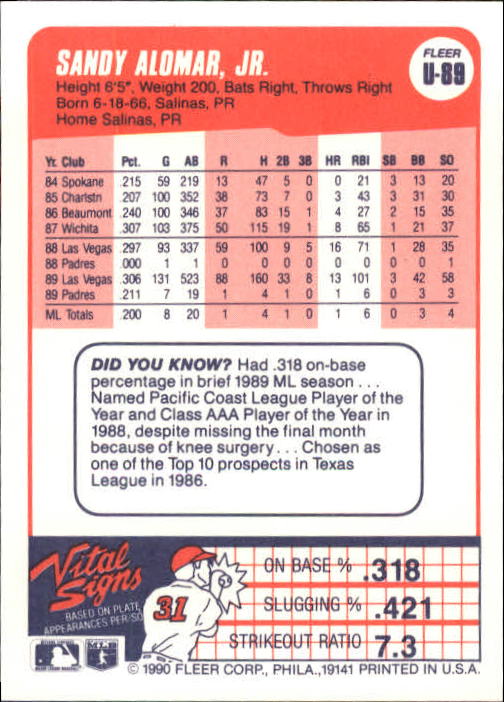 SANDY ALOMAR, JR.
FLEER
U-89
Height 6'5", Weight 200, Bats Right, Throws Right
Born 6-18-66, Salinas, PR
Home Salinas, PR
Yr. Club Pct. G AB R H 2B 3B HR RBI SB BB SO
84 Spokane .215 59 219 13 47 5 0 0 21 3 13 20
85 Charlstn .207 100 352 38 73 7 0 3 43 3 31 30
86 Beaumont .240 100 346 37 83 15 1 4 27 2 15 35
87 Wichita .307 103 375 50 115 19 1 8 65 1 21 37
88 Las Vegas .297 93 337 59 100 9 5 16 71 1 28 35
88 Padres .000 1 1 0 0 0 0 0 0 0 0 1
89 Las Vegas .306 131 523 88 160 33 8 13 101 3 42 58
89 Padres .211 7 19 1 4 1 0 1 6 0 3 3
ML Totals .200 8 20 1 4 1 0 1 6 0 3 4
DID YOU KNOW? Had .318 on-base
percentage in brief 1989 ML season . . .
Named Pacific Coast League Player of the
Year and Class AAA Player of the Year in
1988, despite missing the final month
because of knee surgery . . . Chosen as
one of the Top 10 prospects in Texas
League in 1986.
Vital
Signs
BASED ON PLATE
APPEARANCES PER/SO
31
ON BASE % .318
SLUGGING % .421
STRIKEOUT RATIO 7.3
MLB
© 1990 FLEER CORP., PHILA., 19141 PRINTED IN U.S.A.